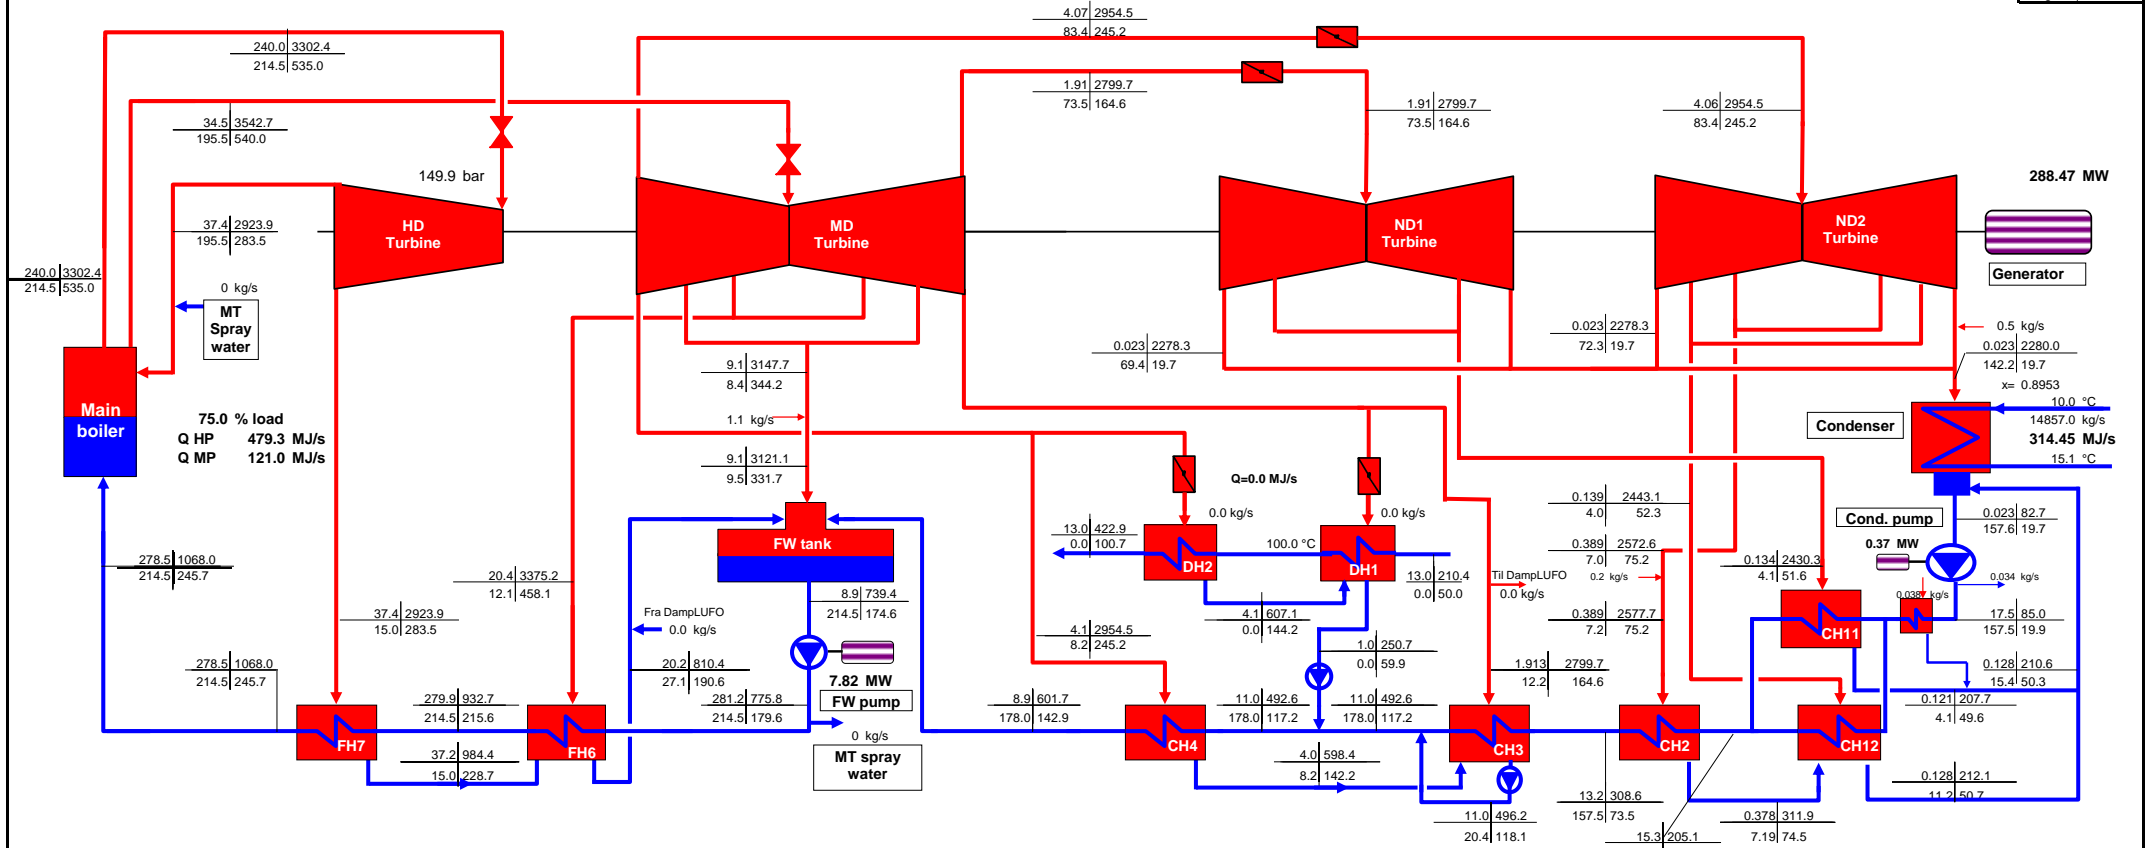 4.07 2954.5
83.4 245.2
240.0 3302.4
214.5 535.0
1.91 2799.7
73.5 164.6
1.91 2799.7
73.5 164.6
4.06 2954.5
83.4 245.2
34.5 3542.7
195.5 540.0
149.9 bar
288.47 MW
HD
Turbine
MD
Turbine
ND1
Turbine
ND2
Turbine
37.4 2923.9
195.5 283.5
240.0 3302.4
214.5 535.0
Generator
0 kg/s
MT
Spray
water
0.023 2278.3
69.4 19.7
0.023 2278.3
72.3 19.7
0.5 kg/s
0.023 2280.0
142.2 19.7
x= 0.8953
9.1 3147.7
8.4 344.2
Main
boiler
75.0 % load
Q HP 479.3 MJ/s
Q MP 121.0 MJ/s
1.1 kg/s
10.0 °C
14857.0 kg/s
Condenser
314.45 MJ/s
15.1 °C
9.1 3121.1
9.5 331.7
Q=0.0 MJ/s
0.139 2443.1
4.0 52.3
0.0 kg/s
0.0 kg/s
Cond. pump
0.023 82.7
157.6 19.7
13.0 422.9
0.0 100.7
100.0 °C
FW tank
DH2
DH1
0.37 MW
0.389 2572.6
7.0 75.2
0.134 2430.3
4.1 51.6
278.5 1068.0
214.5 245.7
20.4 3375.2
12.1 458.1
13.0 210.4
0.0 50.0
Til DampLUFO
0.0 kg/s
0.2 kg/s
0.034 kg/s
0.038 kg/s
8.9 739.4
214.5 174.6
Fra DampLUFO
0.0 kg/s
37.4 2923.9
15.0 283.5
4.1 607.1
0.0 144.2
0.389 2577.7
7.2 75.2
17.5 85.0
157.5 19.9
CH11
4.1 2954.5
8.2 245.2
1.0 250.7
0.0 59.9
278.5 1068.0
214.5 245.7
20.2 810.4
27.1 190.6
7.82 MW
FW pump
1.913 2799.7
12.2 164.6
0.128 210.6
15.4 50.3
279.9 932.7
214.5 215.6
281.2 775.8
214.5 179.6
8.9 601.7
178.0 142.9
11.0 492.6
178.0 117.2
11.0 492.6
178.0 117.2
0.121 207.7
4.1 49.6
0 kg/s
MT spray
water
FH7
FH6
CH4
CH3
CH2
CH12
37.2 984.4
15.0 228.7
4.0 598.4
8.2 142.2
0.128 212.1
11.2 50.7
13.2 308.6
157.5 73.5
11.0 496.2
20.4 118.1
0.378 311.9
7.19 74.5
15.3 205.1